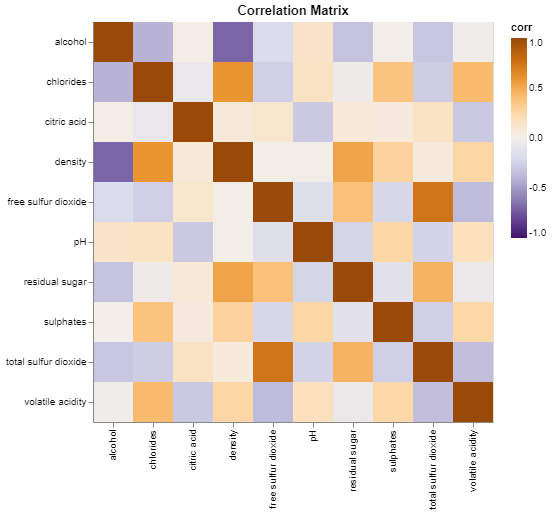 Correlation Matrix
corr
alcohol
chlorides
citric acid
density
free sulfur dioxide
pH
residual sugar
sulphates
total sulfur dioxide
volatile acidity
1.0
0.5
0.0
-0.5
-1.0
alcohol
chlorides
citric acid
density
free sulfur dioxide
pH
residual sugar
sulphates
total sulfur dioxide
volatile acidity